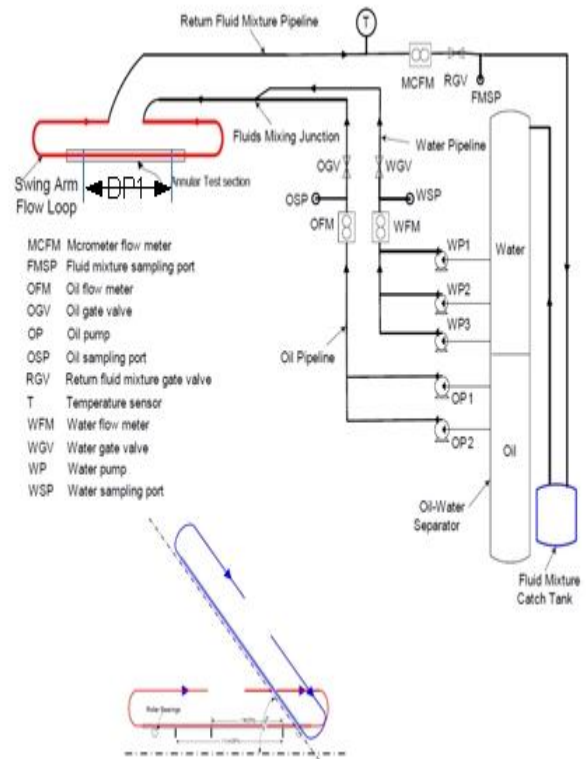 Return Fluid Mixture Pipeline
T
MCFM
RGV
FMSP
Fluids Mixing Junction
Water Pipeline
Annular Test section
DP1
Swing Arm
Flow Loop
OGV
WGV
OSP
WSP
OFM
WFM
WP1
Water
WP2
WP3
Oil Pipeline
OP1
OP2
Oil
Oil-Water
Separator
Fluid Mixture
Catch Tank
MCFM Mcrometer flow meter
FMSP Fluid mixture sampling port
OFM Oil flow meter
OGV Oil gate valve
OP Oil pump
OSP Oil sampling port
RGV Return fluid mixture gate valve
T Temperature sensor
WFM Water flow meter
WGV Water gate valve
WP Water pump
WSP Water sampling port
Roller Bearings